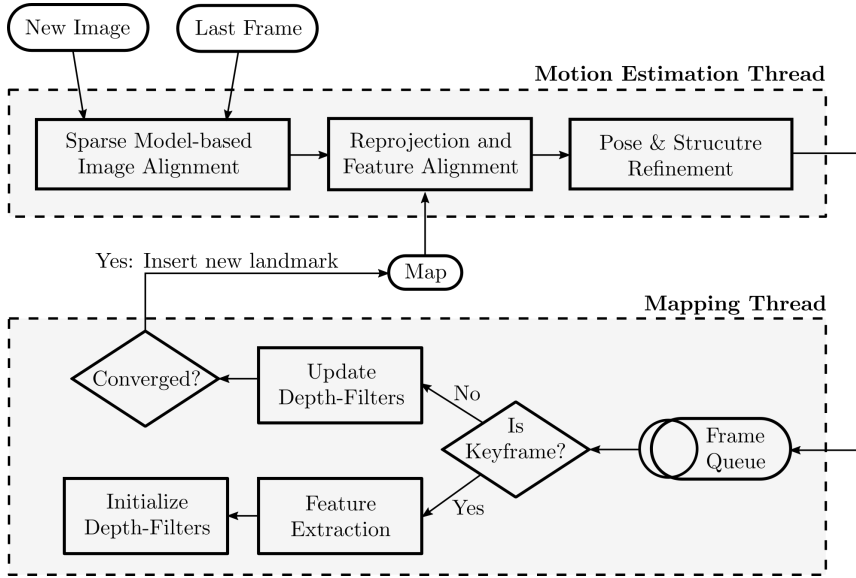 New Image
Last Frame
Motion Estimation Thread
Sparse Model-based
Image Alignment
Reprojection and
Feature Alignment
Pose & Strucutre
Refinement
Yes: Insert new landmark
Map
Mapping Thread
Converged?
Update
Depth-Filters
No
Is
Keyframe?
Frame
Queue
Yes
Initialize
Depth-Filters
Feature
Extraction